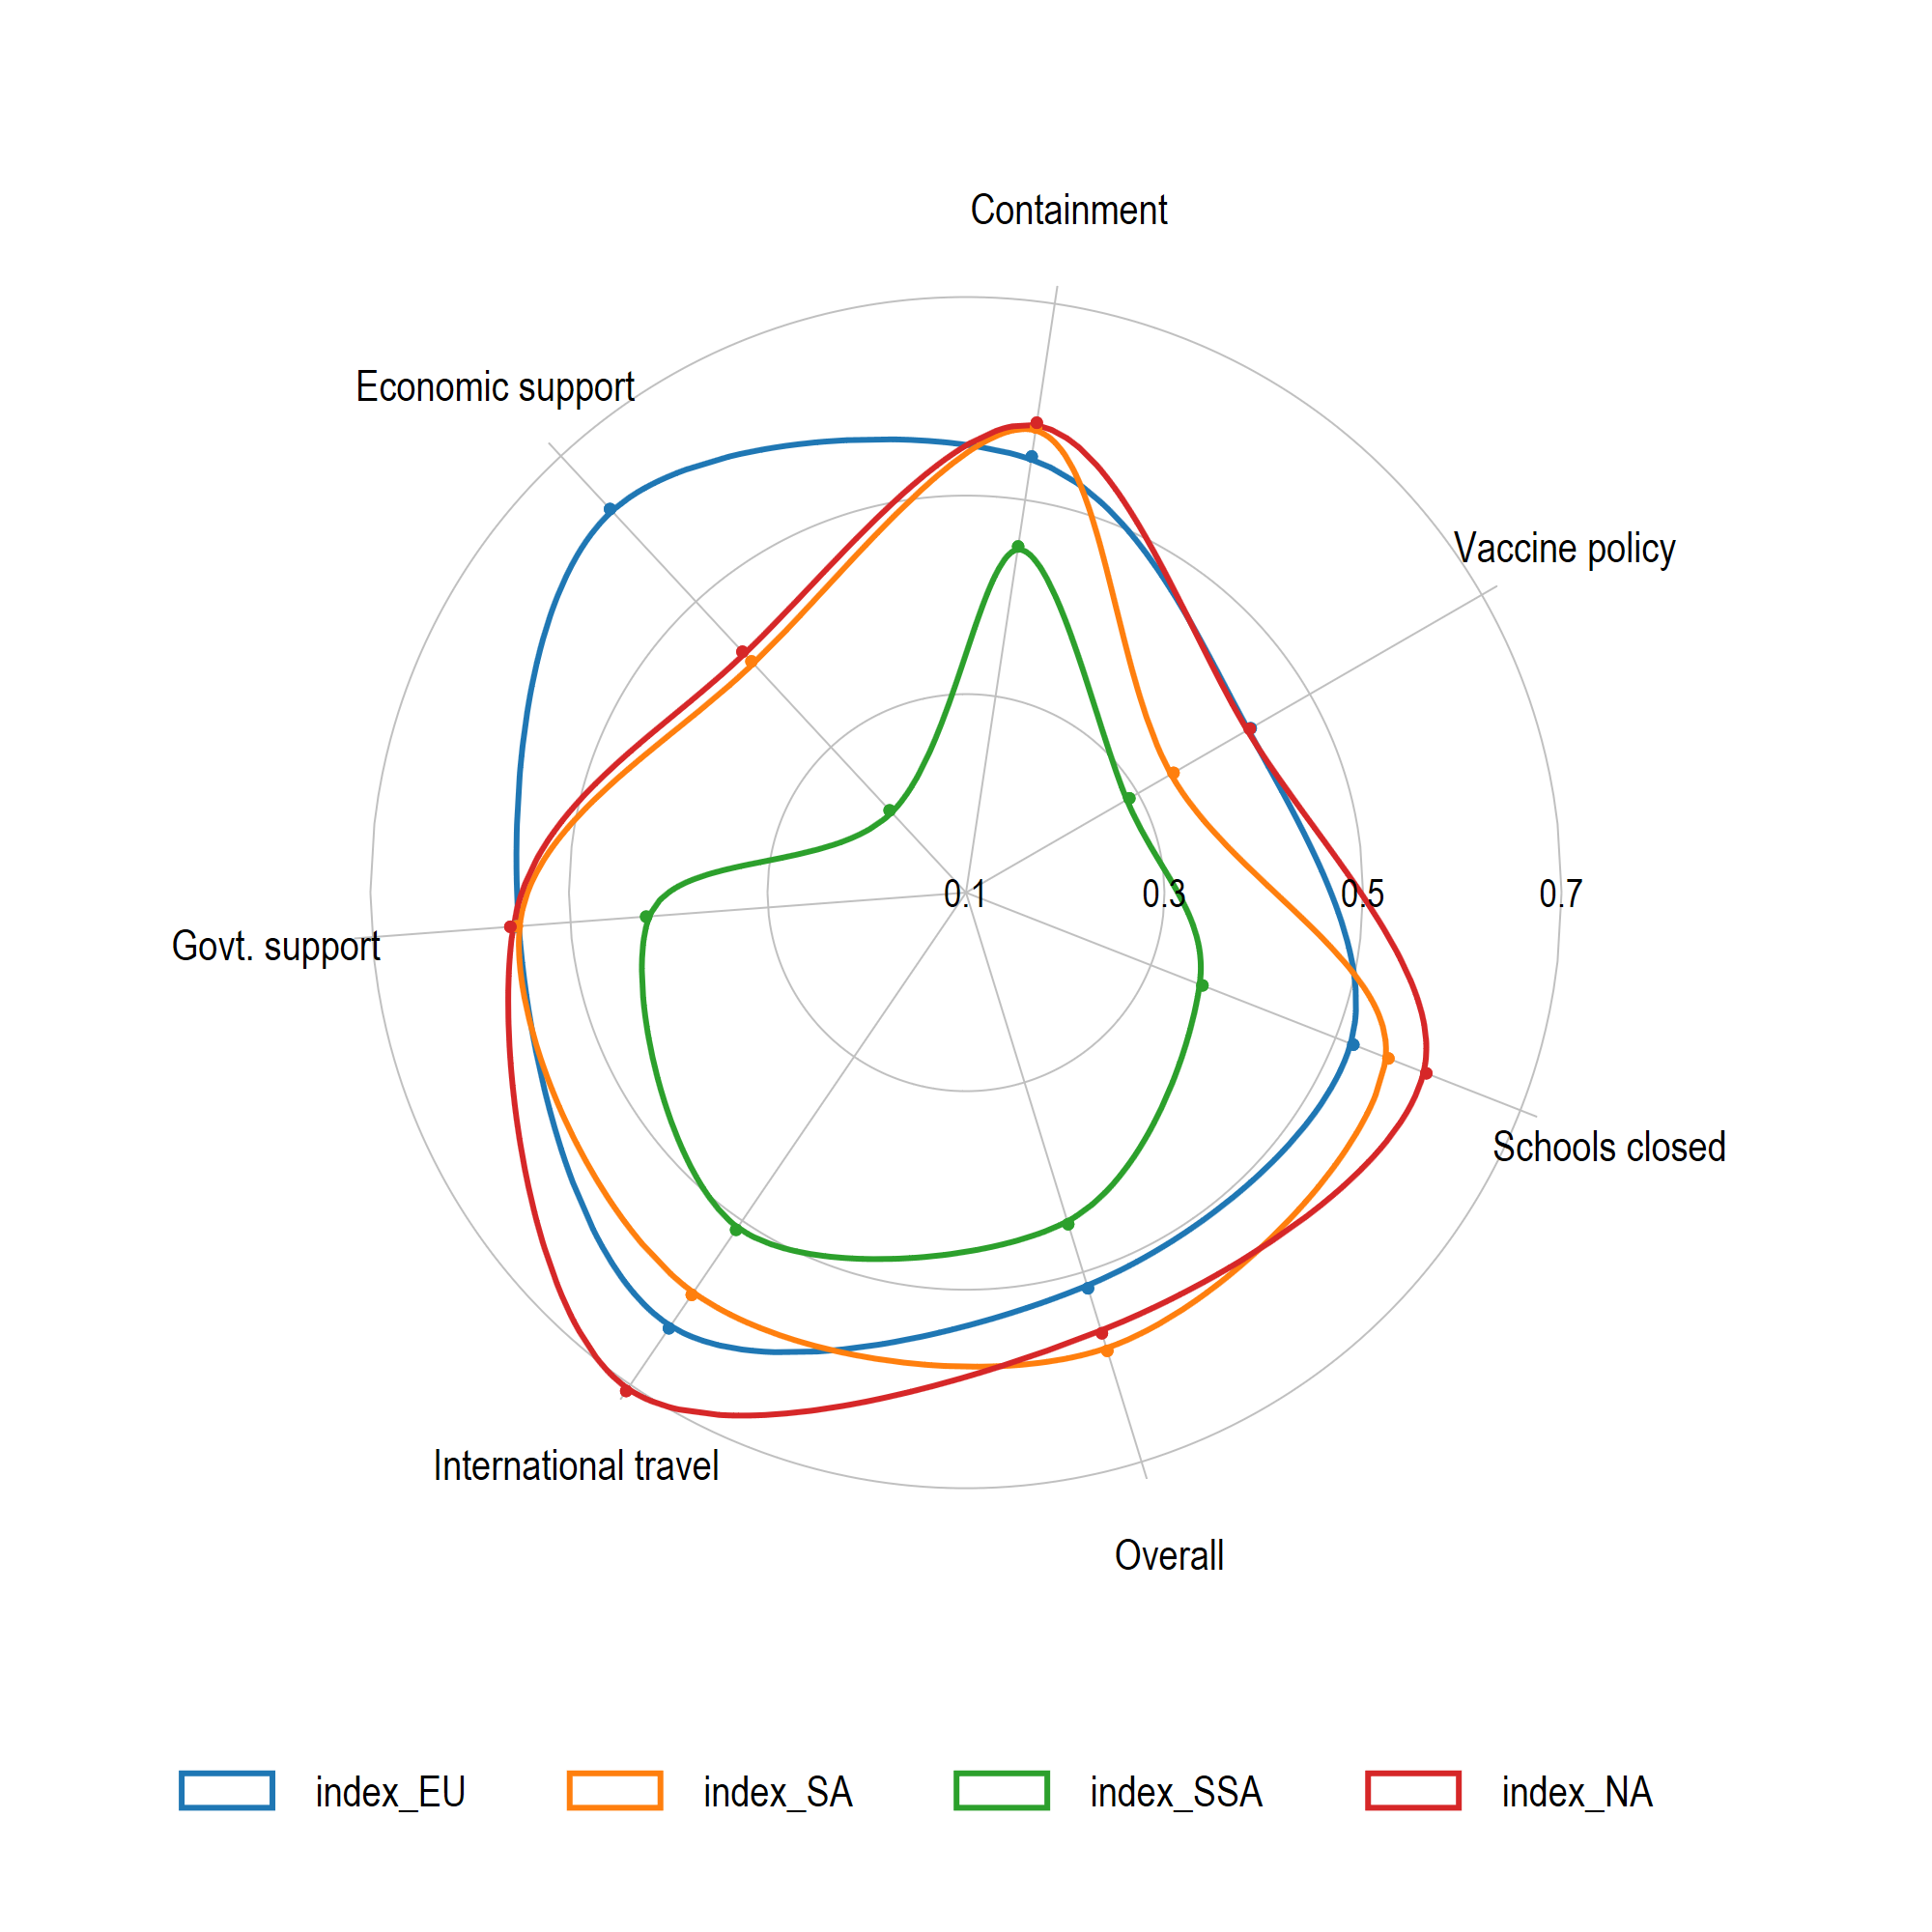 Containment
Economic support
Vaccine policy
0.1 0.3 0.5 0.7
Govt. support
Schools closed
International travel
Overall
index_EU index_SA index_SSA index_NA